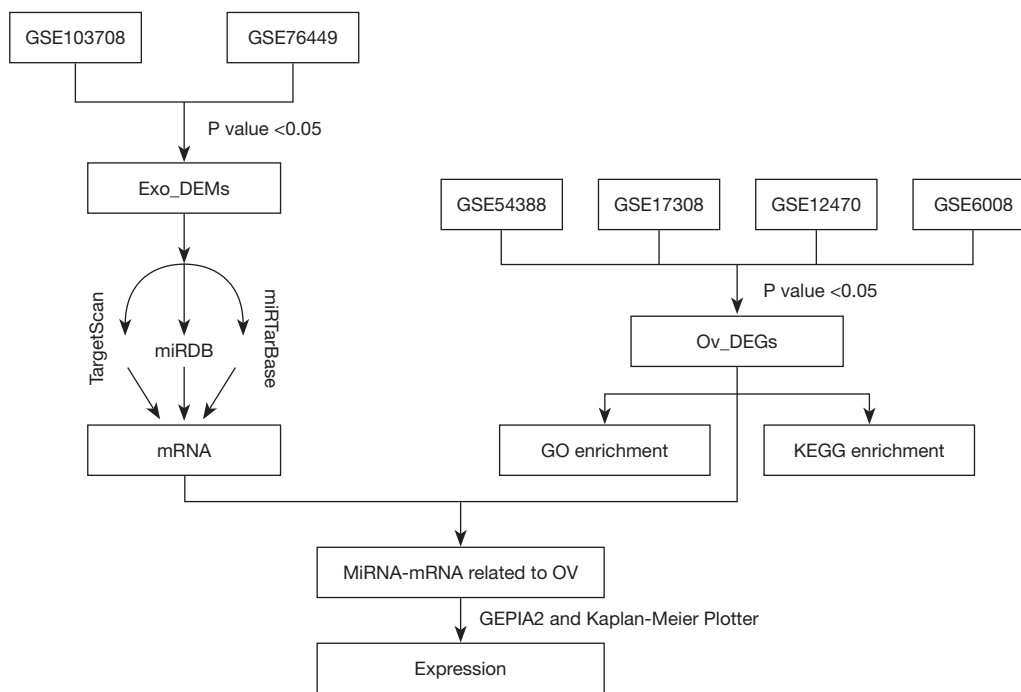 GSE103708
GSE76449
P value <0.05
Exo_DEMs
GSE54388
GSE17308
GSE12470
GSE6008
P value <0.05
TargetScan
miRDB
miRTarBase
Ov_DEGs
mRNA
GO enrichment
KEGG enrichment
MiRNA-mRNA related to OV
GEPIA2 and Kaplan-Meier Plotter
Expression